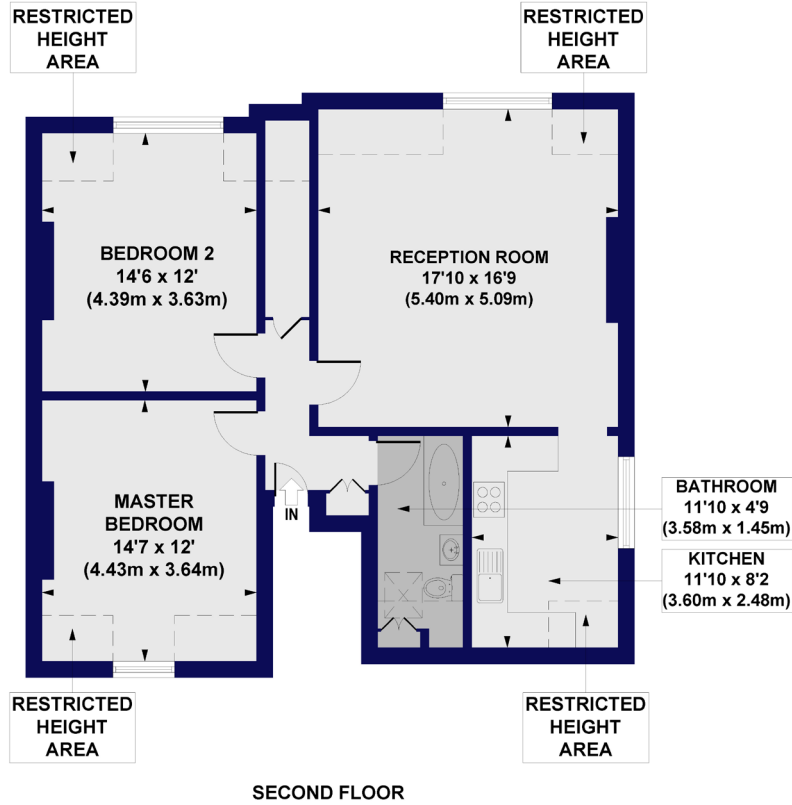 RESTRICTED
HEIGHT
AREA
RESTRICTED
HEIGHT
AREA
BEDROOM 2
14'6 x 12'
(4.39m x 3.63m)
RECEPTION ROOM
17'10 x 16'9
(5.40m x 5.09m)
MASTER
BEDROOM
14'7 x 12'
(4.43m x 3.64m)
IN
BATHROOM
11'10 x 4'9
(3.58m x 1.45m)
KITCHEN
11'10 x 8'2
(3.60m x 2.48m)
RESTRICTED
HEIGHT
AREA
RESTRICTED
HEIGHT
AREA
SECOND FLOOR